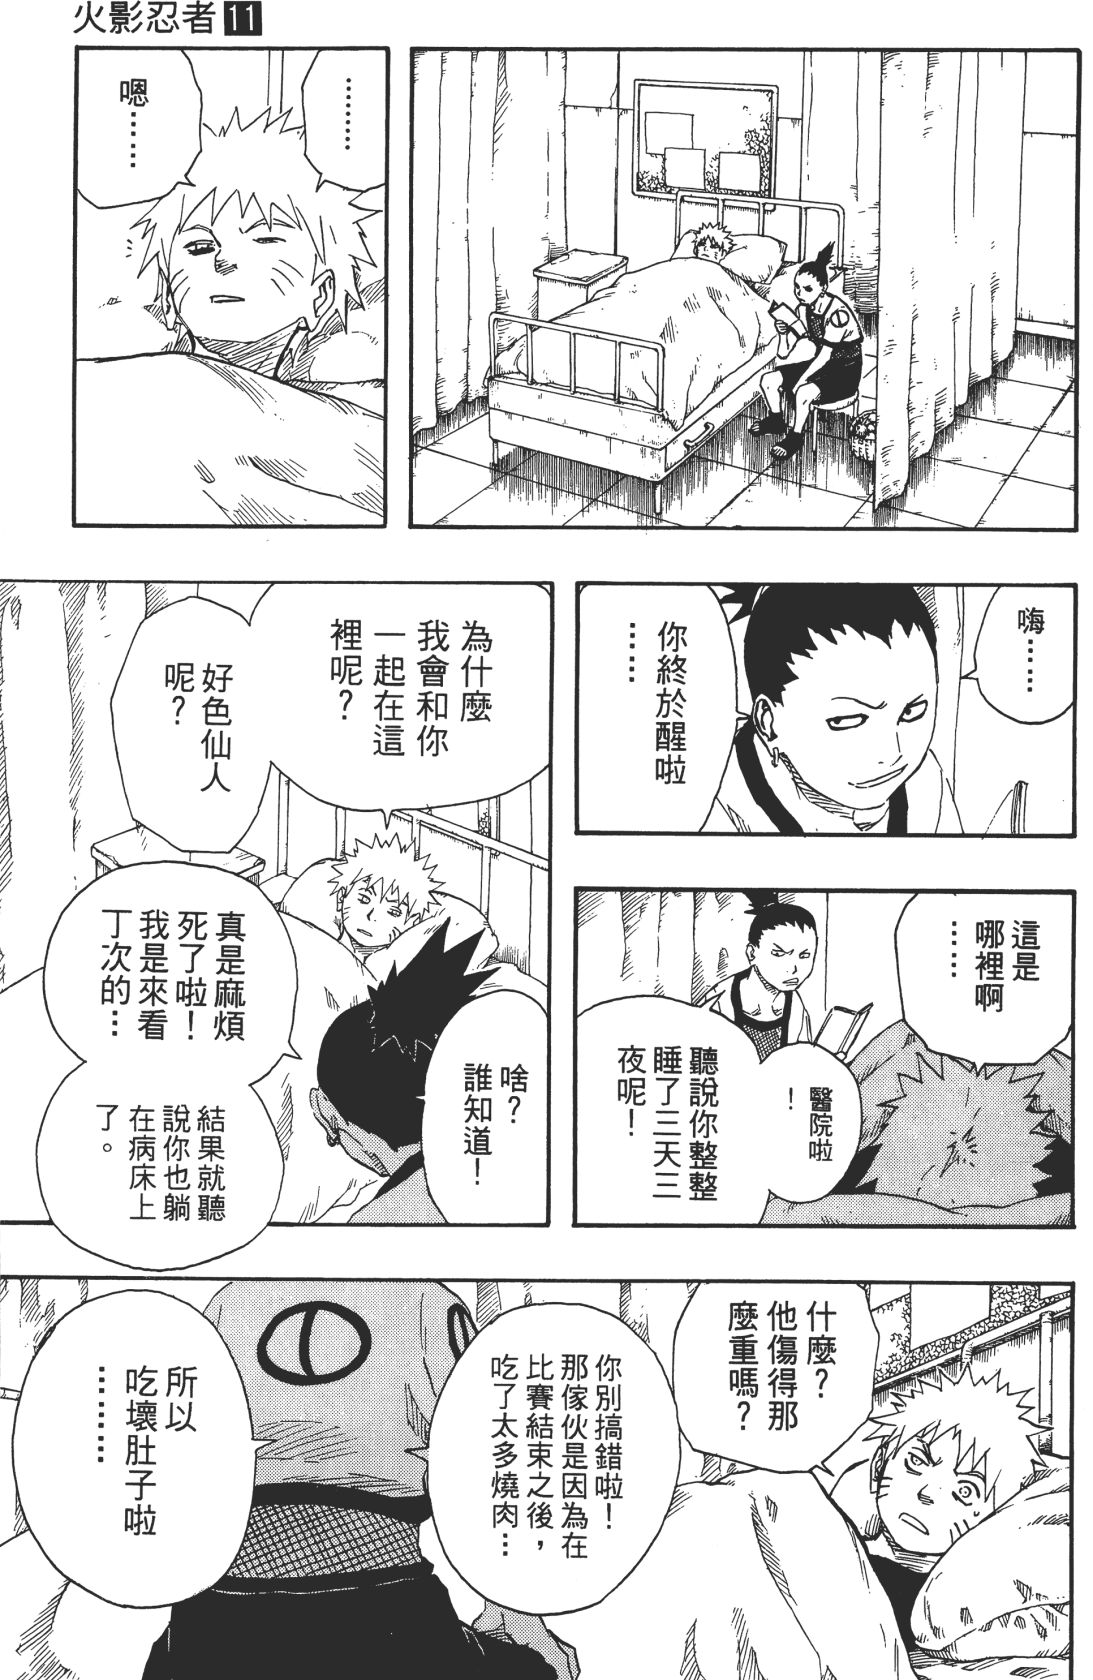 火影忍者11
………
嗯……
嗨……
你終於醒啦
……
這是
哪裡啊
……
醫院啦
！
聽說你整整
睡了三天三
夜呢！
為什麼
我會和你
一起在這
裡呢？
好色仙人
呢？
啥？
誰知道！
真是麻煩
死了啦！
我是來看
丁次的…
結果就聽
說你也躺
在病床上
了。
什麼？
他傷得那
麼重嗎？
你別搞錯啦！
那傢伙是因為在
比賽結束之後，
吃了太多燒肉…
所以
吃壞肚子啦
………